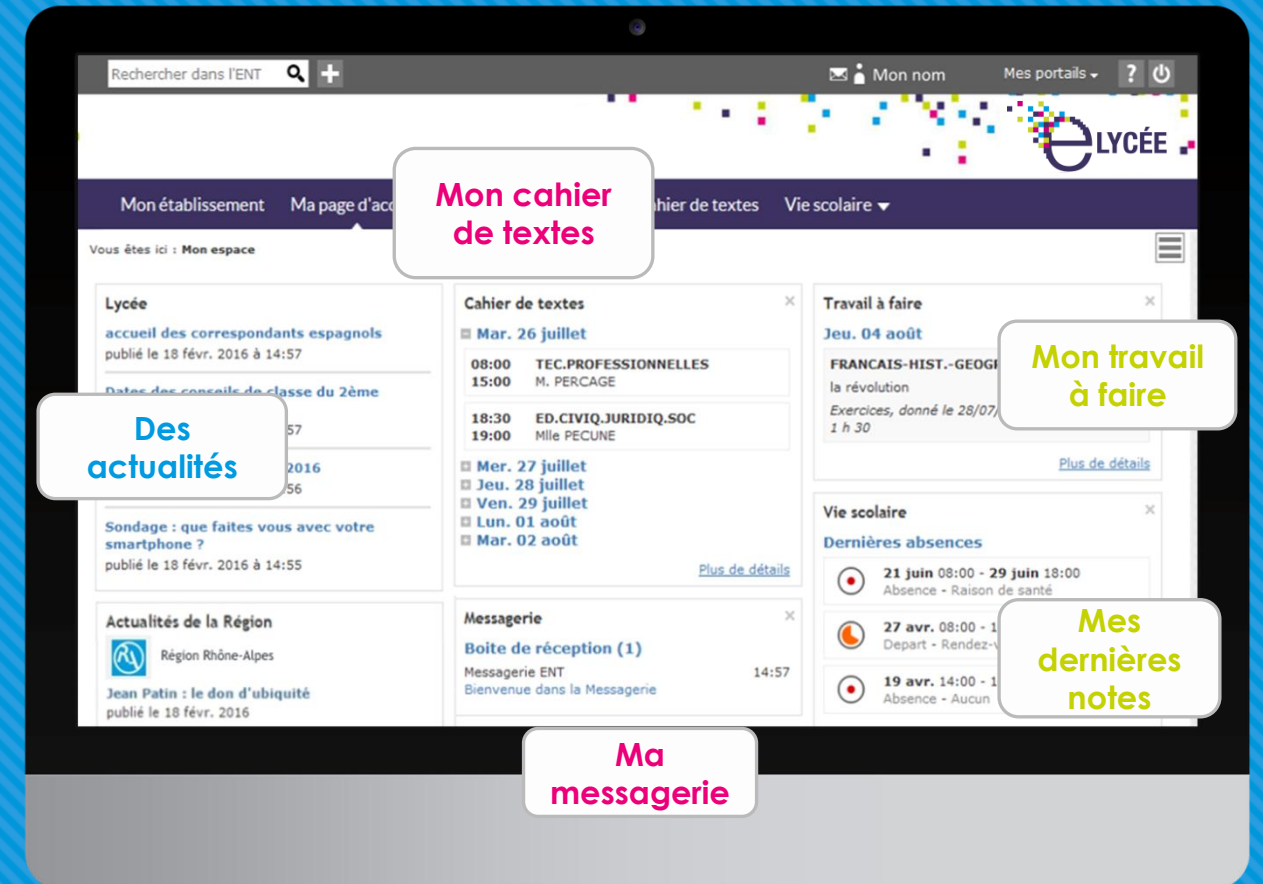 Rechercher dans l'ENT
Mon nom
Mes portails
?
e LYCÉE
Mon établissement
Ma page d'acc
hier de textes
Vie scolaire
Mon cahier
de textes
Vous êtes ici : Mon espace
Lycée
accueil des correspondants espagnols
publié le 18 févr. 2016 à 14:57
Dates des conseils de classe du 2ème
57
2016
56
Sondage : que faites vous avec votre
smartphone ?
publié le 18 févr. 2016 à 14:55
Des
actualités
Actualités de la Région
Région Rhône-Alpes
Jean Patin : le don d'ubiquité
publié le 18 févr. 2016
Cahier de textes
Mar. 26 juillet
08:00 TEC.PROFESSIONNELLES
15:00 M. PERCAGE
18:30 ED.CIVIQ.JURIDIQ.SOC
19:00 Mlle PECUNE
Mer. 27 juillet
Jeu. 28 juillet
Ven. 29 juillet
Lun. 01 août
Mar. 02 août
Plus de détails
Messagerie
Boite de réception (1)
Messagerie ENT 14:57
Bienvenue dans la Messagerie
Ma
messagerie
Travail à faire
Jeu. 04 août
FRANCAIS-HIST.-GEOGR
la révolution
Exercices, donné le 28/07/
1 h 30
Plus de détails
Mon travail
à faire
Vie scolaire
Dernières absences
21 juin 08:00 - 29 juin 18:00
Absence - Raison de santé
27 avr. 08:00 - 1
Depart - Rendez-v
19 avr. 14:00 - 1
Absence - Aucun
Mes
dernières
notes